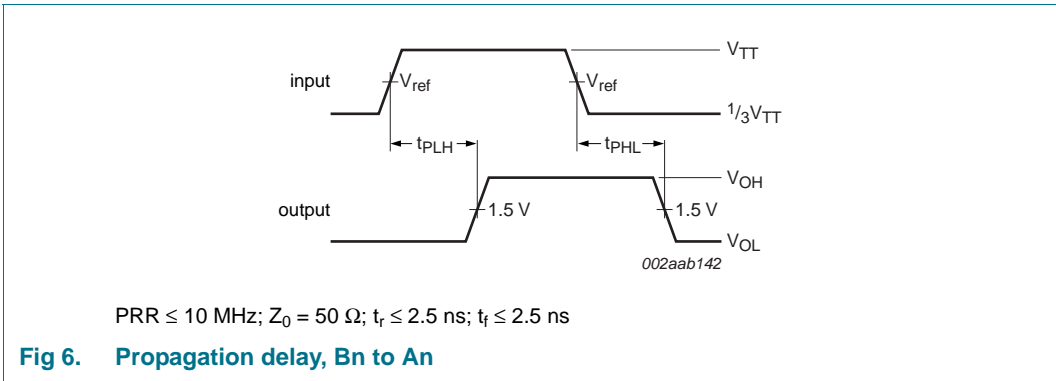 V_TT
input
V_ref
V_ref
1/3V_TT
t_PLH
t_PHL
V_OH
output
1.5 V
1.5 V
V_OL
002aab142
PRR ≤ 10 MHz; Z_0 = 50 Ω; t_r ≤ 2.5 ns; t_f ≤ 2.5 ns
Fig 6. Propagation delay, Bn to An